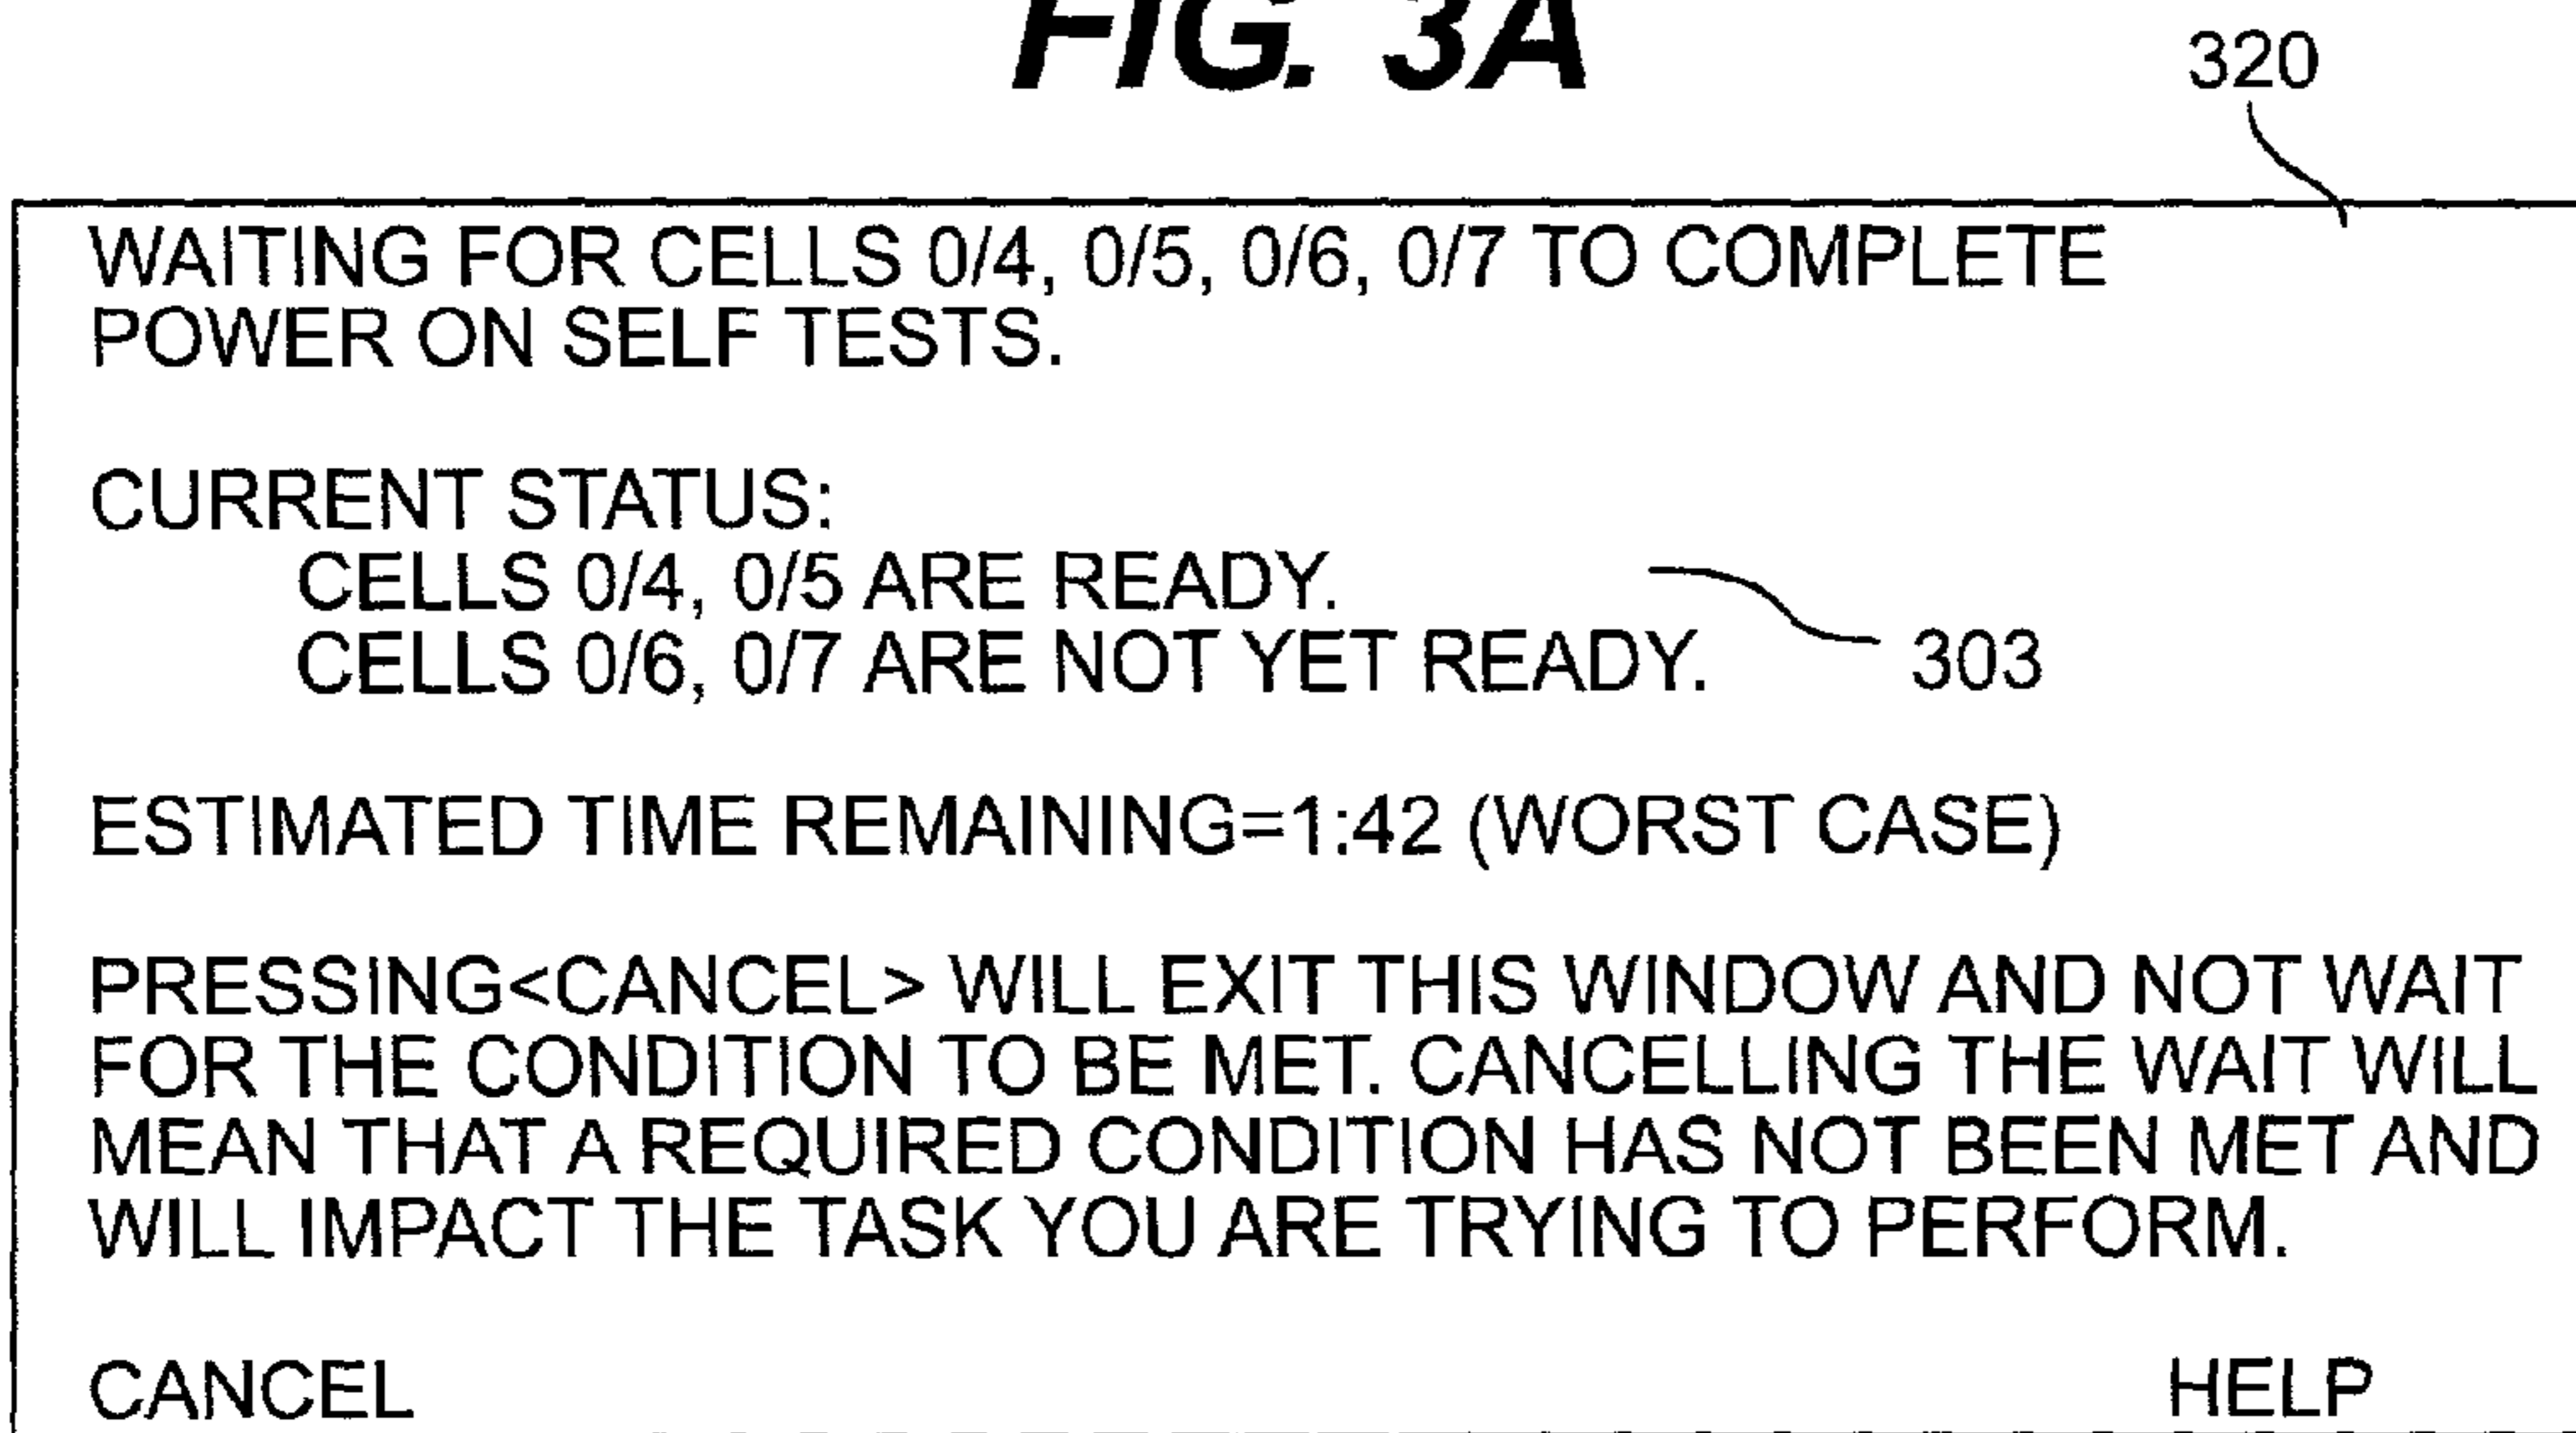 FIG. 3A
320
WAITING FOR CELLS 0/4, 0/5, 0/6, 0/7 TO COMPLETE
POWER ON SELF TESTS.
CURRENT STATUS:
CELLS 0/4, 0/5 ARE READY.
CELLS 0/6, 0/7 ARE NOT YET READY.
303
ESTIMATED TIME REMAINING=1:42 (WORST CASE)
PRESSING<CANCEL> WILL EXIT THIS WINDOW AND NOT WAIT
FOR THE CONDITION TO BE MET. CANCELLING THE WAIT WILL
MEAN THAT A REQUIRED CONDITION HAS NOT BEEN MET AND
WILL IMPACT THE TASK YOU ARE TRYING TO PERFORM.
CANCEL HELP